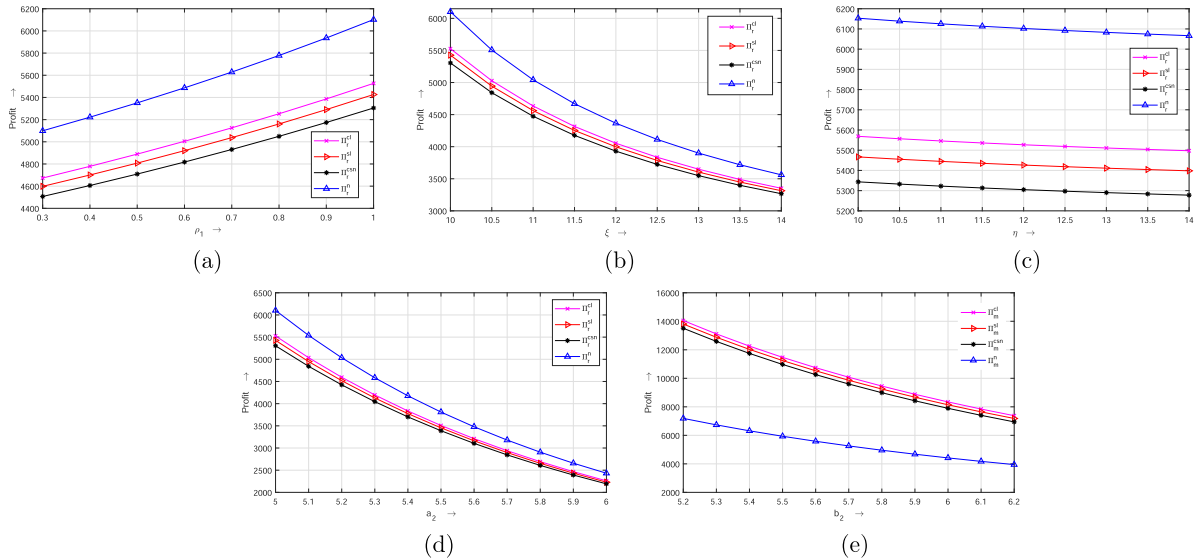 6200
6000
5800
5600
5400
5200
5000
4800
4600
4400
Profit →
Π_r^cl
Π_r^sl
Π_r^csn
Π_r^n
0.3 0.4 0.5 0.6 0.7 0.8 0.9 1
ρ_1 →
(a)
6000
5500
5000
4500
4000
3500
3000
Profit →
Π_r^cl
Π_r^sl
Π_r^csn
Π_r^n
10 10.5 11 11.5 12 12.5 13 13.5 14
ξ →
(b)
6200
6100
6000
5900
5800
5700
5600
5500
5400
5300
5200
Profit →
Π_r^cl
Π_r^sl
Π_r^csn
Π_r^n
10 10.5 11 11.5 12 12.5 13 13.5 14
η →
(c)
6500
6000
5500
5000
4500
4000
3500
3000
2500
2000
Profit →
Π_r^cl
Π_r^sl
Π_r^csn
Π_r^n
5 5.1 5.2 5.3 5.4 5.5 5.6 5.7 5.8 5.9 6
a_2 →
(d)
16000
14000
12000
10000
8000
6000
4000
2000
Profit →
Π_m^cl
Π_m^sl
Π_m^csn
Π_m^n
5.2 5.3 5.4 5.5 5.6 5.7 5.8 5.9 6 6.1 6.2
b_2 →
(e)